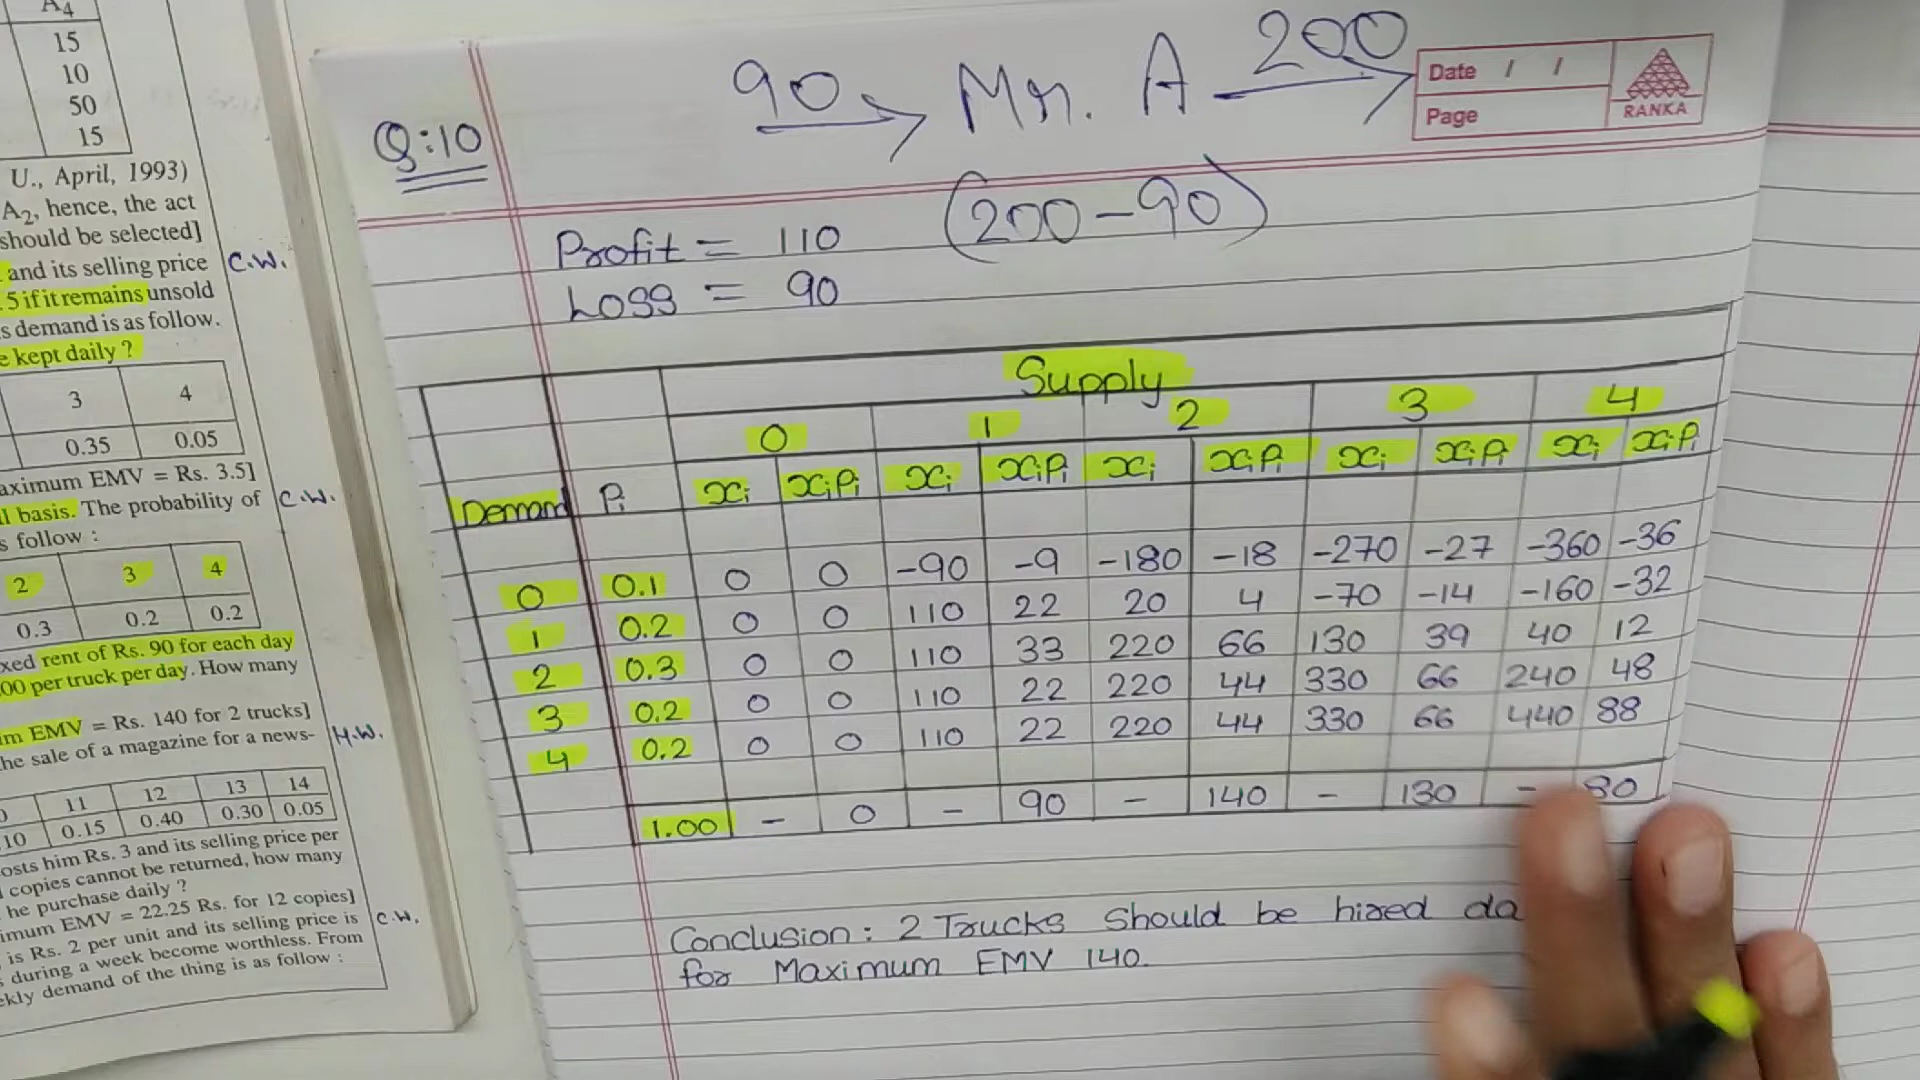 A4
15
10
50
15
U., April, 1993)
A2, hence, the act
should be selected]
and its selling price
5 if it remains unsold
s demand is as follow.
e kept daily ?
3 4
0.35 0.05
aximum EMV = Rs. 3.5]
l basis. The probability of
s follow :
2 3 4
0.3 0.2 0.2
xed rent of Rs. 90 for each day
00 per truck per day. How many
m EMV = Rs. 140 for 2 trucks]
he sale of a magazine for a news-
11 12 13 14
10 0.15 0.40 0.30 0.05
osts him Rs. 3 and its selling price per
copies cannot be returned, how many
he purchase daily ?
imum EMV = 22.25 Rs. for 12 copies]
is Rs. 2 per unit and its selling price is
during a week become worthless. From
ekly demand of the thing is as follow :
C.W.
C.W.
H.W.
C.W.
90 → Mr. A 200 →
Date / /
Page
RANKA
Q:10
(200-90)
Profit = 110
Loss = 90
Supply
0 1 2 3 4
Demand Pi xi xiPi xi xiPi xi xiPi xi xiPi xi xiPi
0 0.1 0 0 -90 -9 -180 -18 -270 -27 -360 -36
1 0.2 0 0 110 22 20 4 -70 -14 -160 -32
2 0.3 0 0 110 33 220 66 130 39 40 12
3 0.2 0 0 110 22 220 44 330 66 240 48
4 0.2 0 0 110 22 220 44 330 66 440 88
1.00 - 0 - 90 - 140 - 130 - 80
Conclusion: 2 Trucks should be hired da
for Maximum EMV 140.